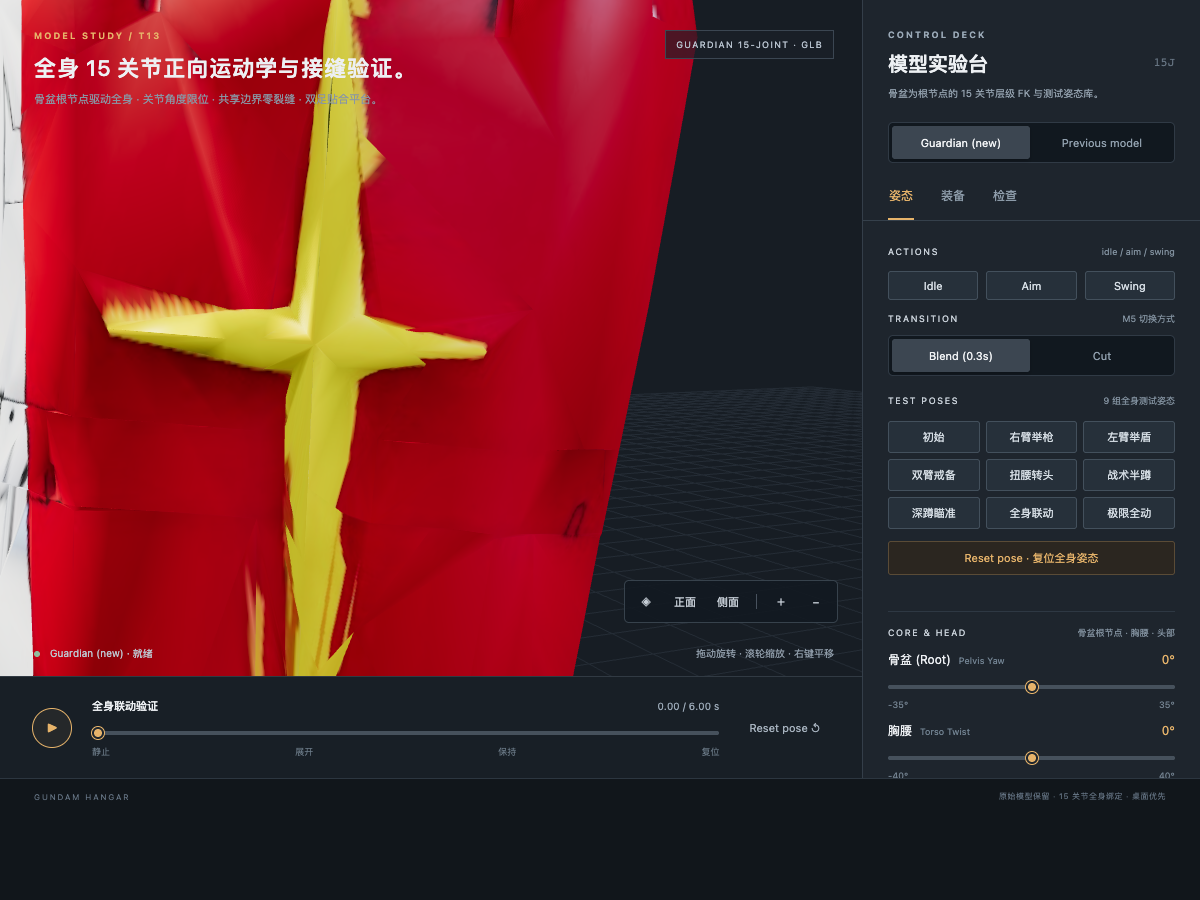 MODEL STUDY / T13
全身 15 关节正向运动学与接缝验证。
骨盆根节点驱动全身 · 关节角度限位 · 共享边界零裂缝 · 双足贴合平台。
GUARDIAN 15-JOINT · GLB
◈ 正面 侧面 + −
Guardian (new) · 就绪
拖动旋转 · 滚轮缩放 · 右键平移
全身联动验证
0.00 / 6.00 s
静止 展开 保持 复位
Reset pose ↺
CONTROL DECK
模型实验台
15J
骨盆为根节点的 15 关节层级 FK 与测试姿态库。
Guardian (new) Previous model
姿态 装备 检查
ACTIONS idle / aim / swing
Idle Aim Swing
TRANSITION M5 切换方式
Blend (0.3s) Cut
TEST POSES 9 组全身测试姿态
初始 右臂举枪 左臂举盾
双臂戒备 扭腰转头 战术半蹲
深蹲瞄准 全身联动 极限全动
Reset pose · 复位全身姿态
CORE & HEAD 骨盆根节点 · 胸腰 · 头部
骨盆 (Root) Pelvis Yaw 0°
-35° 35°
胸腰 Torso Twist 0°
-40° 40°
GUNDAM HANGAR
原始模型保留 · 15 关节全身绑定 · 桌面优先